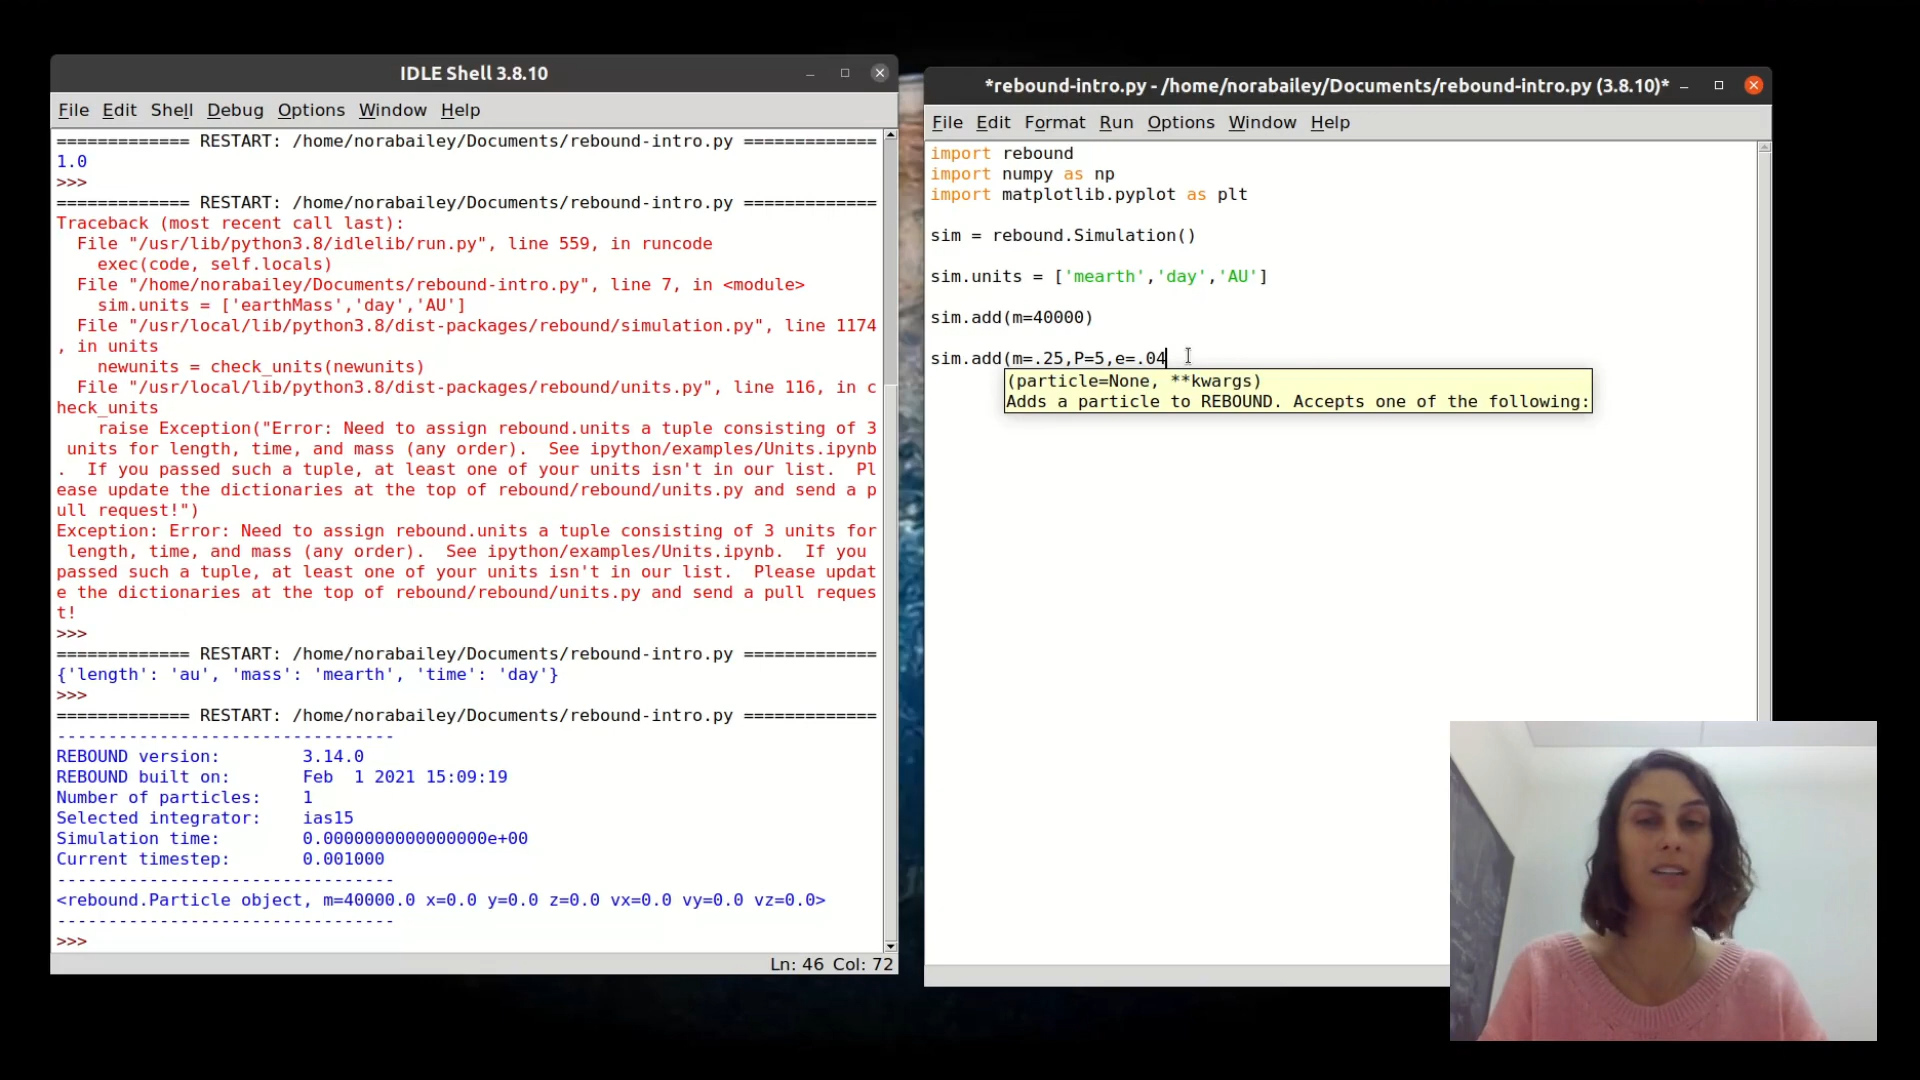 IDLE Shell 3.8.10
File Edit Shell Debug Options Window Help
============= RESTART: /home/norabailey/Documents/rebound-intro.py =============
1.0
>>>
============= RESTART: /home/norabailey/Documents/rebound-intro.py =============
Traceback (most recent call last):
  File "/usr/lib/python3.8/idlelib/run.py", line 559, in runcode
    exec(code, self.locals)
  File "/home/norabailey/Documents/rebound-intro.py", line 7, in <module>
    sim.units = ['earthMass','day','AU']
  File "/usr/local/lib/python3.8/dist-packages/rebound/simulation.py", line 1174
, in units
    newunits = check_units(newunits)
  File "/usr/local/lib/python3.8/dist-packages/rebound/units.py", line 116, in c
heck_units
    raise Exception("Error: Need to assign rebound.units a tuple consisting of 3
 units for length, time, and mass (any order).  See ipython/examples/Units.ipynb
.  If you passed such a tuple, at least one of your units isn't in our list.  Pl
ease update the dictionaries at the top of rebound/rebound/units.py and send a p
ull request!")
Exception: Error: Need to assign rebound.units a tuple consisting of 3 units for
 length, time, and mass (any order).  See ipython/examples/Units.ipynb.  If you
passed such a tuple, at least one of your units isn't in our list.  Please updat
e the dictionaries at the top of rebound/rebound/units.py and send a pull reques
t!
>>>
============= RESTART: /home/norabailey/Documents/rebound-intro.py =============
{'length': 'au', 'mass': 'mearth', 'time': 'day'}
>>>
============= RESTART: /home/norabailey/Documents/rebound-intro.py =============
---------------------------------
REBOUND version:        3.14.0
REBOUND built on:       Feb  1 2021 15:09:19
Number of particles:    1
Selected integrator:    ias15
Simulation time:        0.0000000000000000e+00
Current timestep:       0.001000
---------------------------------
<rebound.Particle object, m=40000.0 x=0.0 y=0.0 z=0.0 vx=0.0 vy=0.0 vz=0.0>
---------------------------------
>>>
Ln: 46 Col: 72
*rebound-intro.py - /home/norabailey/Documents/rebound-intro.py (3.8.10)*
File Edit Format Run Options Window Help
import rebound
import numpy as np
import matplotlib.pyplot as plt
sim = rebound.Simulation()
sim.units = ['mearth','day','AU']
sim.add(m=40000)
sim.add(m=.25,P=5,e=.04
(particle=None, **kwargs)
Adds a particle to REBOUND. Accepts one of the following: